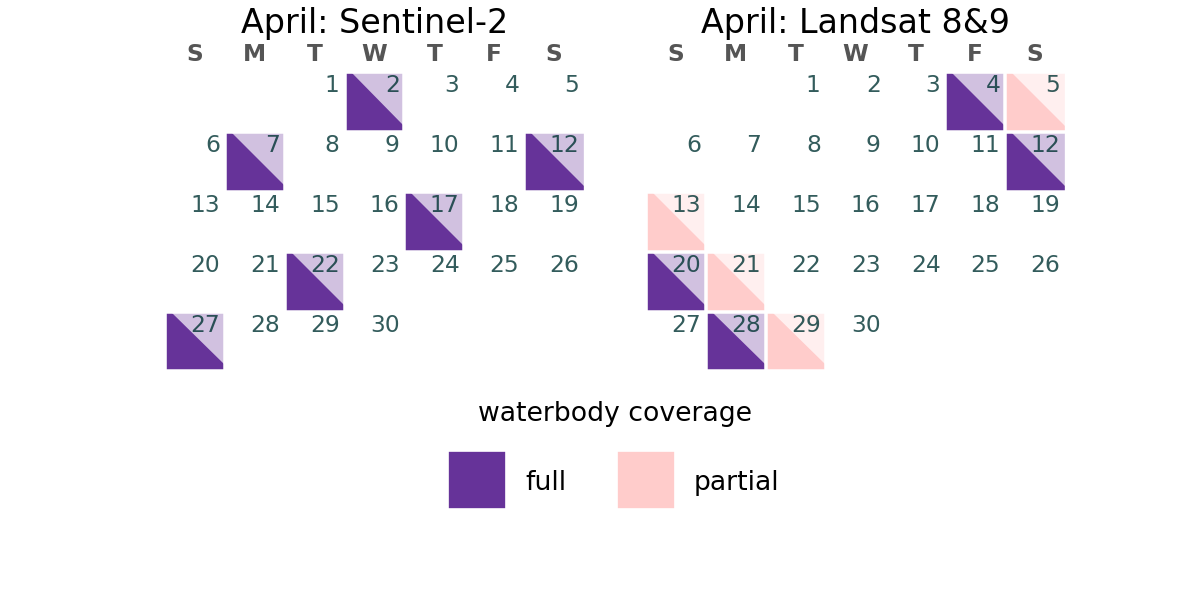 April: Sentinel-2
S M T W T F S
1 2 3 4 5
6 7 8 9 10 11 12
13 14 15 16 17 18 19
20 21 22 23 24 25 26
27 28 29 30
April: Landsat 8&9
S M T W T F S
1 2 3 4 5
6 7 8 9 10 11 12
13 14 15 16 17 18 19
20 21 22 23 24 25 26
27 28 29 30
waterbody coverage
full
partial